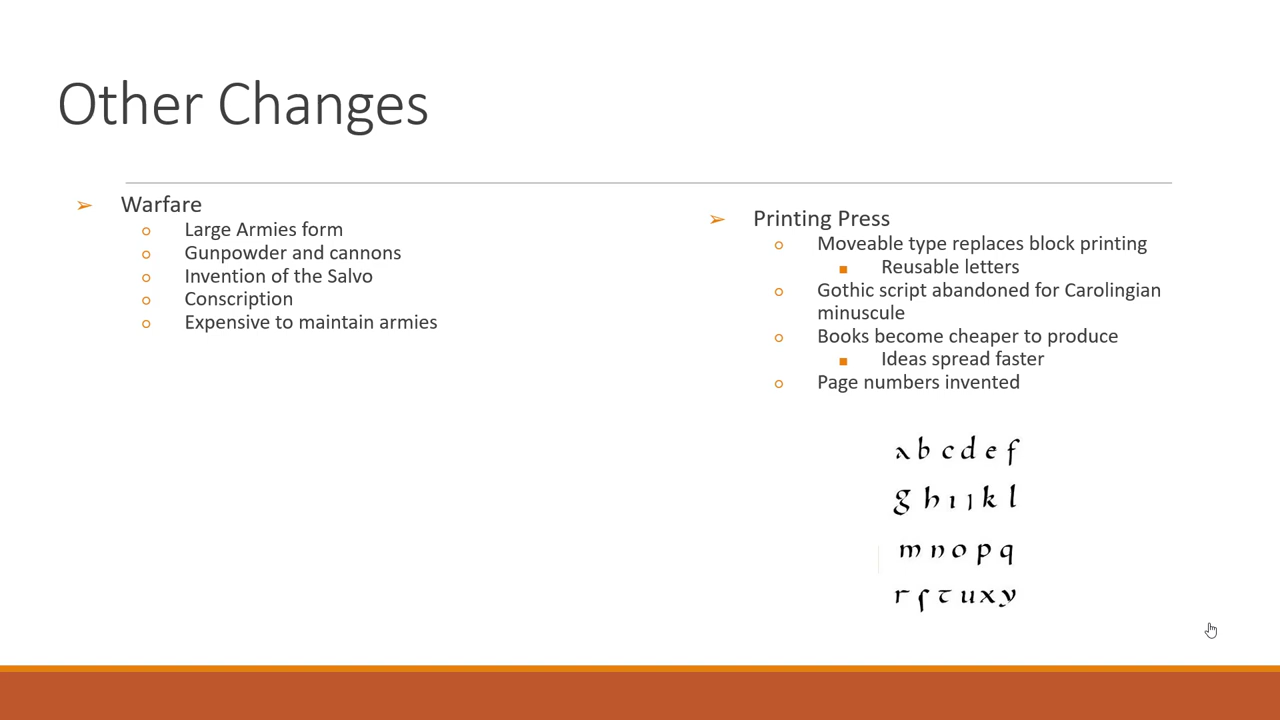 Other Changes
➢ Warfare
o Large Armies form
o Gunpowder and cannons
o Invention of the Salvo
o Conscription
o Expensive to maintain armies
➢ Printing Press
o Moveable type replaces block printing
▪ Reusable letters
o Gothic script abandoned for Carolingian
minuscule
o Books become cheaper to produce
▪ Ideas spread faster
o Page numbers invented
a b c d e f
g h ı ȷ k l
m n o p q
r ſ t u x y